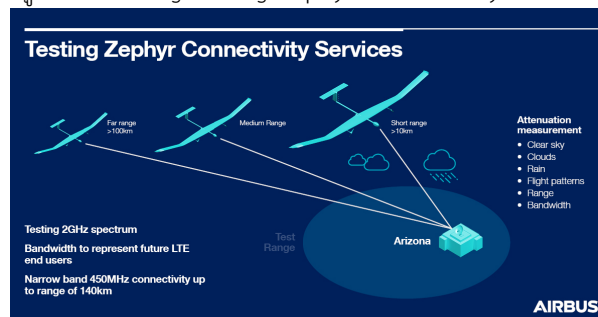 Testing Zephyr Connectivity Services
Far range
>100km
Medium Range
Short range
>10km
Attenuation
measurement
• Clear sky
• Clouds
• Rain
• Flight patterns
• Range
• Bandwidth
Testing 2GHz spectrum
Bandwidth to represent future LTE
end users
Narrow band 450MHz connectivity up
to range of 140km
Test
Range
Arizona
AIRBUS